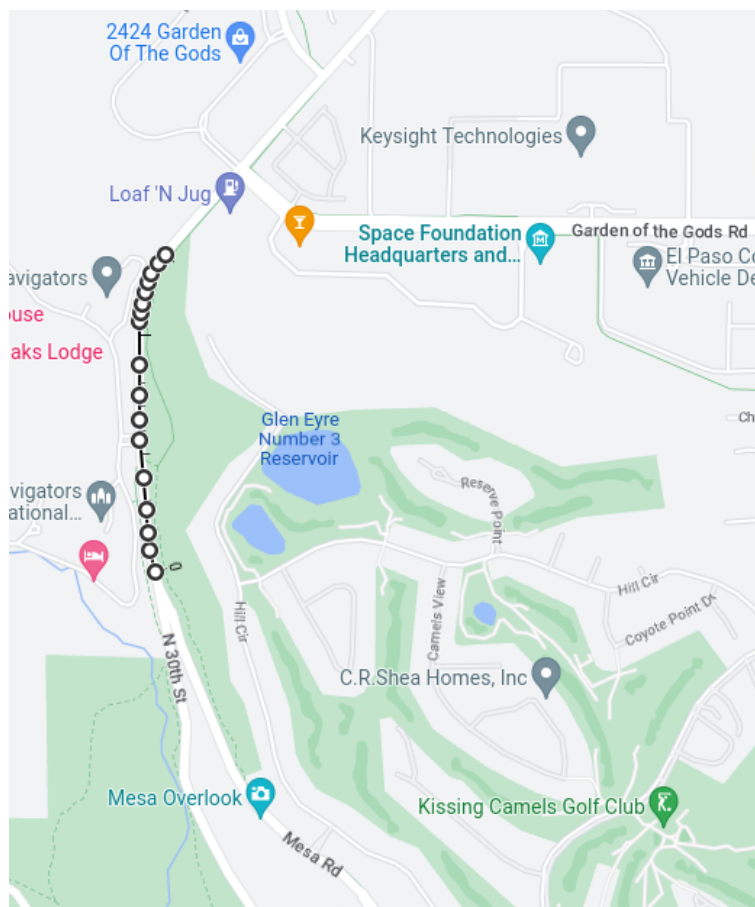 2424 Garden
Of The Gods
Keysight Technologies
Loaf 'N Jug
Garden of the Gods Rd
Space Foundation
Headquarters and...
El Paso Co
Vehicle De
avigators
ouse
aks Lodge
Ch
Glen Eyre
Number 3
Reservoir
Reserve Point
vigators
ational...
0
Hill Cir
Hill Cir
Camels View
Coyote Point Dr
N 30th St
C.R.Shea Homes, Inc
Mesa Overlook
Kissing Camels Golf Club
Mesa Rd